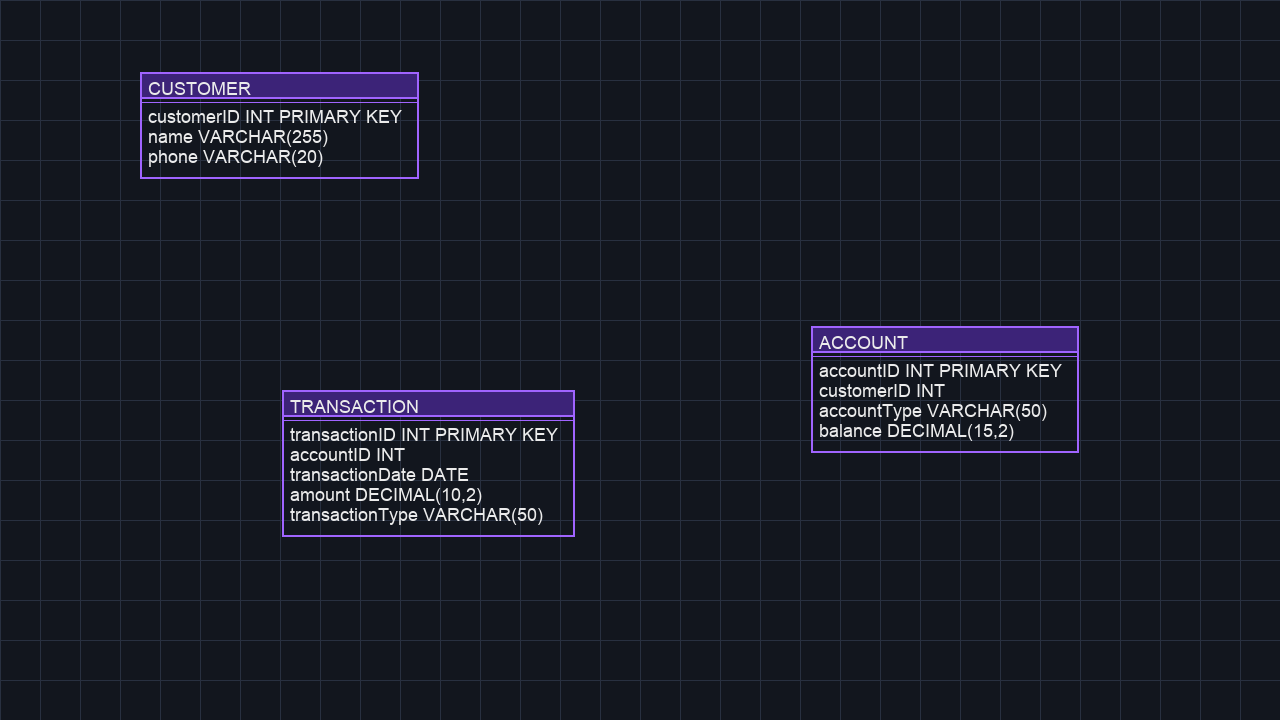 CUSTOMER
customerID INT PRIMARY KEY
name VARCHAR(255)
phone VARCHAR(20)
ACCOUNT
accountID INT PRIMARY KEY
customerID INT
accountType VARCHAR(50)
balance DECIMAL(15,2)
TRANSACTION
transactionID INT PRIMARY KEY
accountID INT
transactionDate DATE
amount DECIMAL(10,2)
transactionType VARCHAR(50)